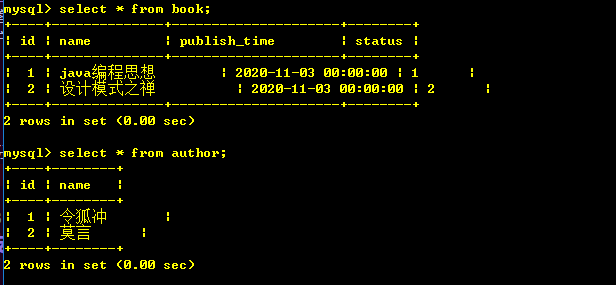 mysql> select * from book;
+----+--------------+---------------------+--------+
| id | name | publish_time | status |
+----+--------------+---------------------+--------+
| 1 | java编程思想 | 2020-11-03 00:00:00 | 1 |
| 2 | 设计模式之禅 | 2020-11-03 00:00:00 | 2 |
+----+--------------+---------------------+--------+
2 rows in set (0.00 sec)
mysql> select * from author;
+----+--------+
| id | name |
+----+--------+
| 1 | 令狐冲 |
| 2 | 莫言 |
+----+--------+
2 rows in set (0.00 sec)